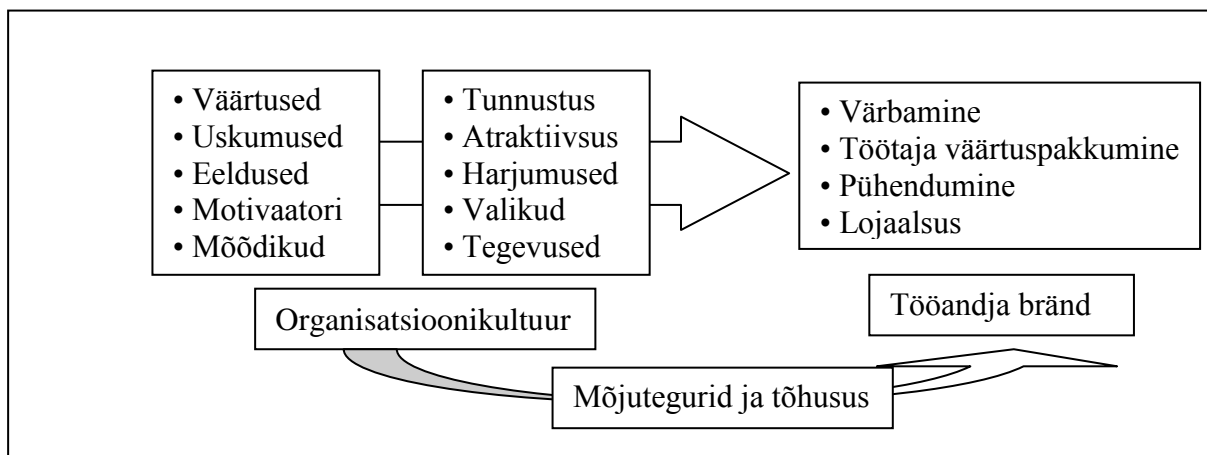 • Väärtused
• Uskumused
• Eeldused
• Motivaatori
• Mõõdikud
• Tunnustus
• Atraktiivsus
• Harjumused
• Valikud
• Tegevused
• Värbamine
• Töötaja väärtuspakkumine
• Pühendumine
• Lojaalsus
Organisatsioonikultuur
Tööandja bränd
Mõjutegurid ja tõhusus